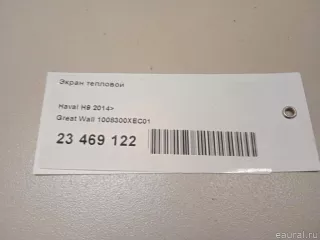 Экран тепловой
Haval H9 2014>
Great Wall 1008300XEC01
23 469 122
eaural.ru